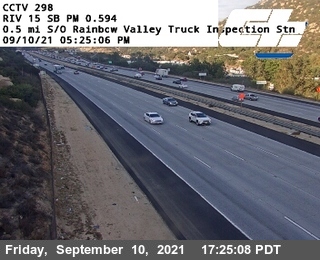 CCTV 298
RIV 15 SB PM 0.594
0.5 mi S/O Rainbcw Valley Truck Inspection Stn
09/10/21 05:25:06 PM
Friday, September 10, 2021 17:25:08 PDT